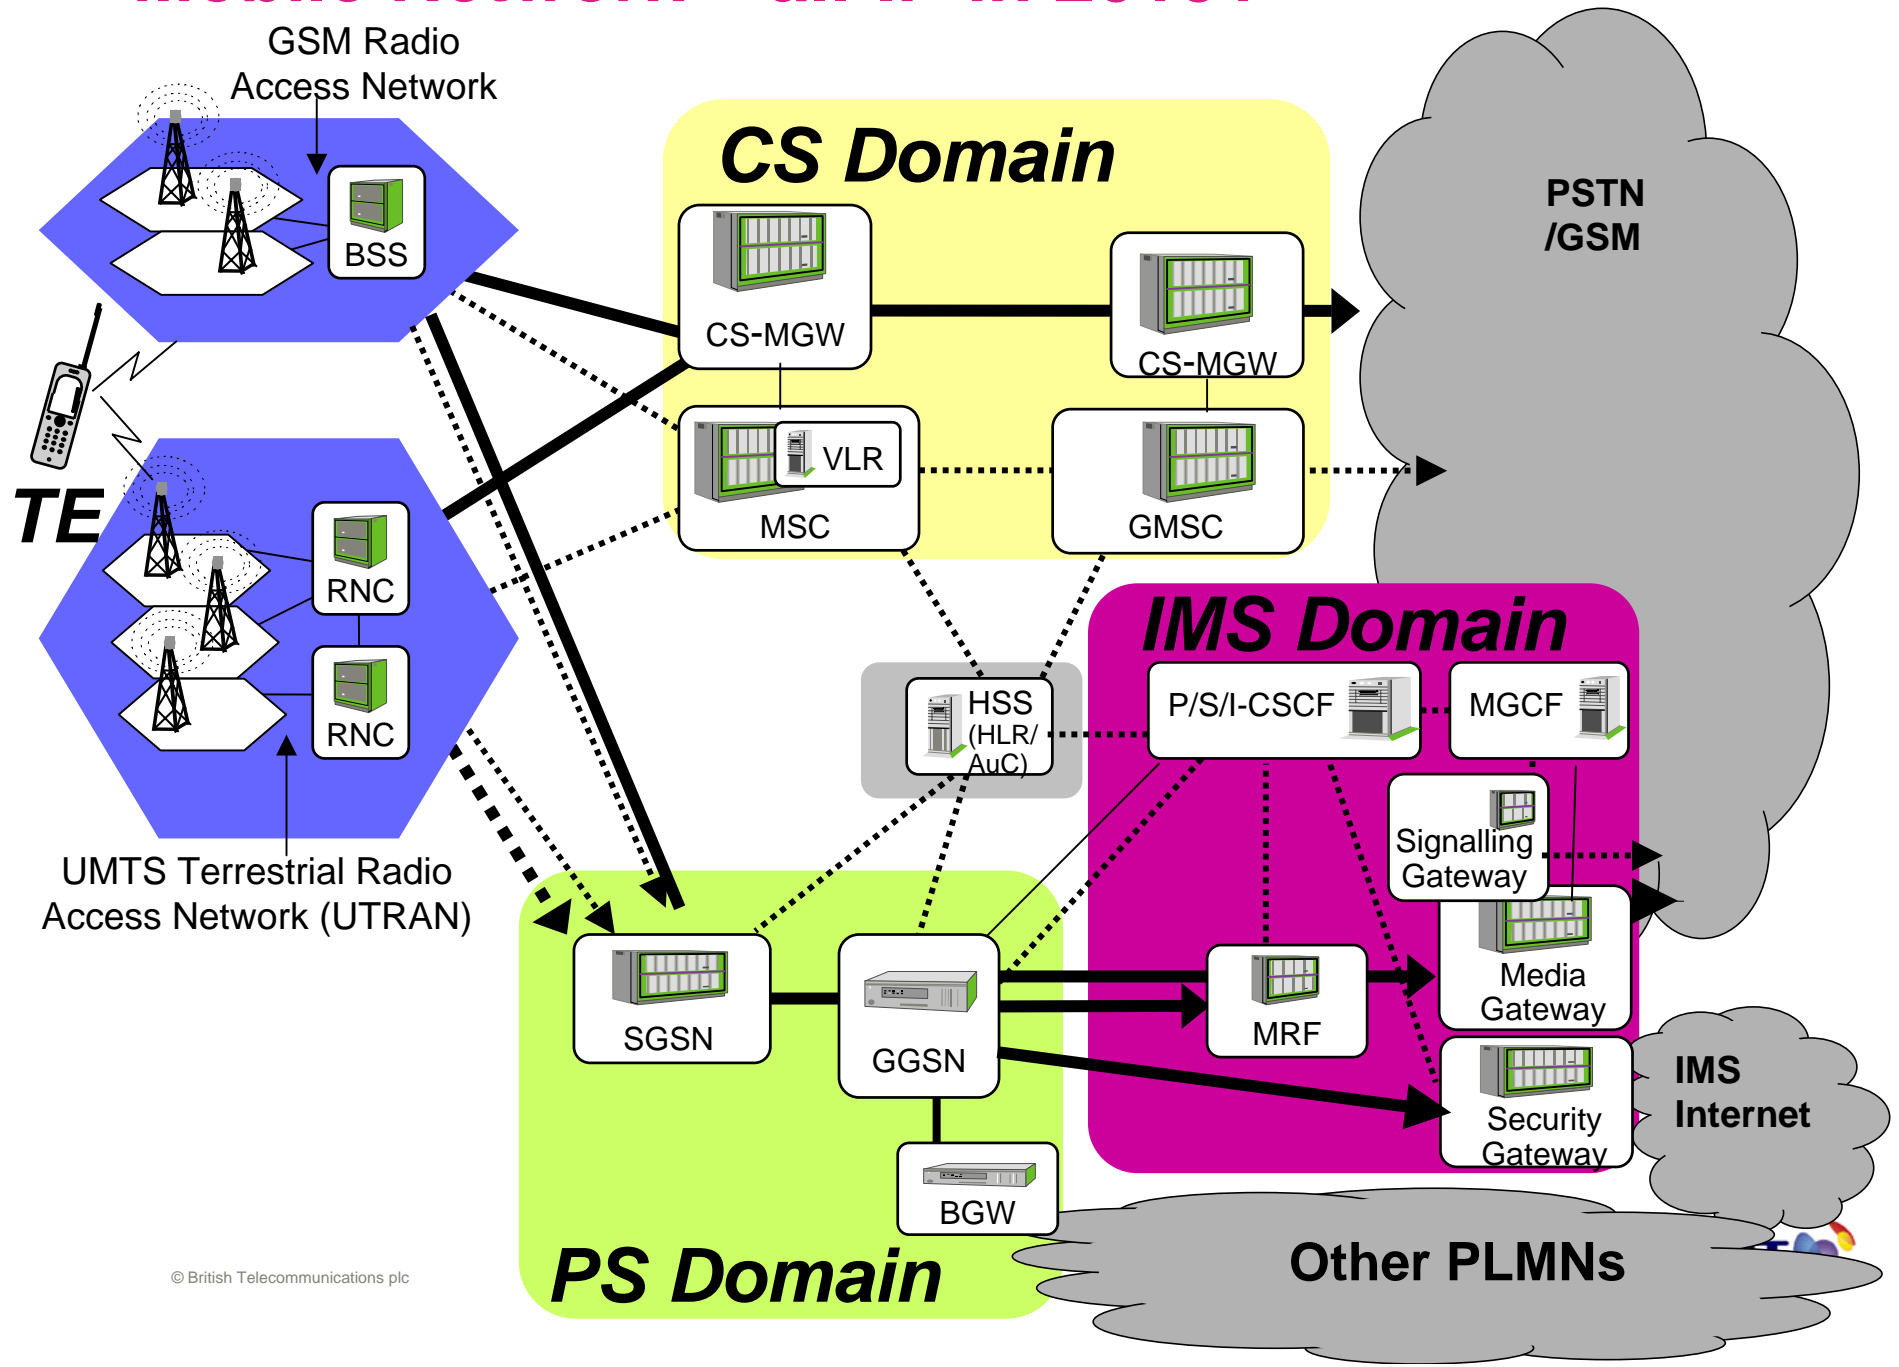 GSM Radio
Access Network
BSS
TE
RNC
RNC
UMTS Terrestrial Radio
Access Network (UTRAN)
CS Domain
CS-MGW
CS-MGW
VLR
MSC
GMSC
PSTN
/GSM
HSS
(HLR/
AuC)
IMS Domain
P/S/I-CSCF
MGCF
Signalling
Gateway
Media
Gateway
MRF
Security
Gateway
IMS
Internet
SGSN
GGSN
BGW
PS Domain
Other PLMNs
© British Telecommunications plc